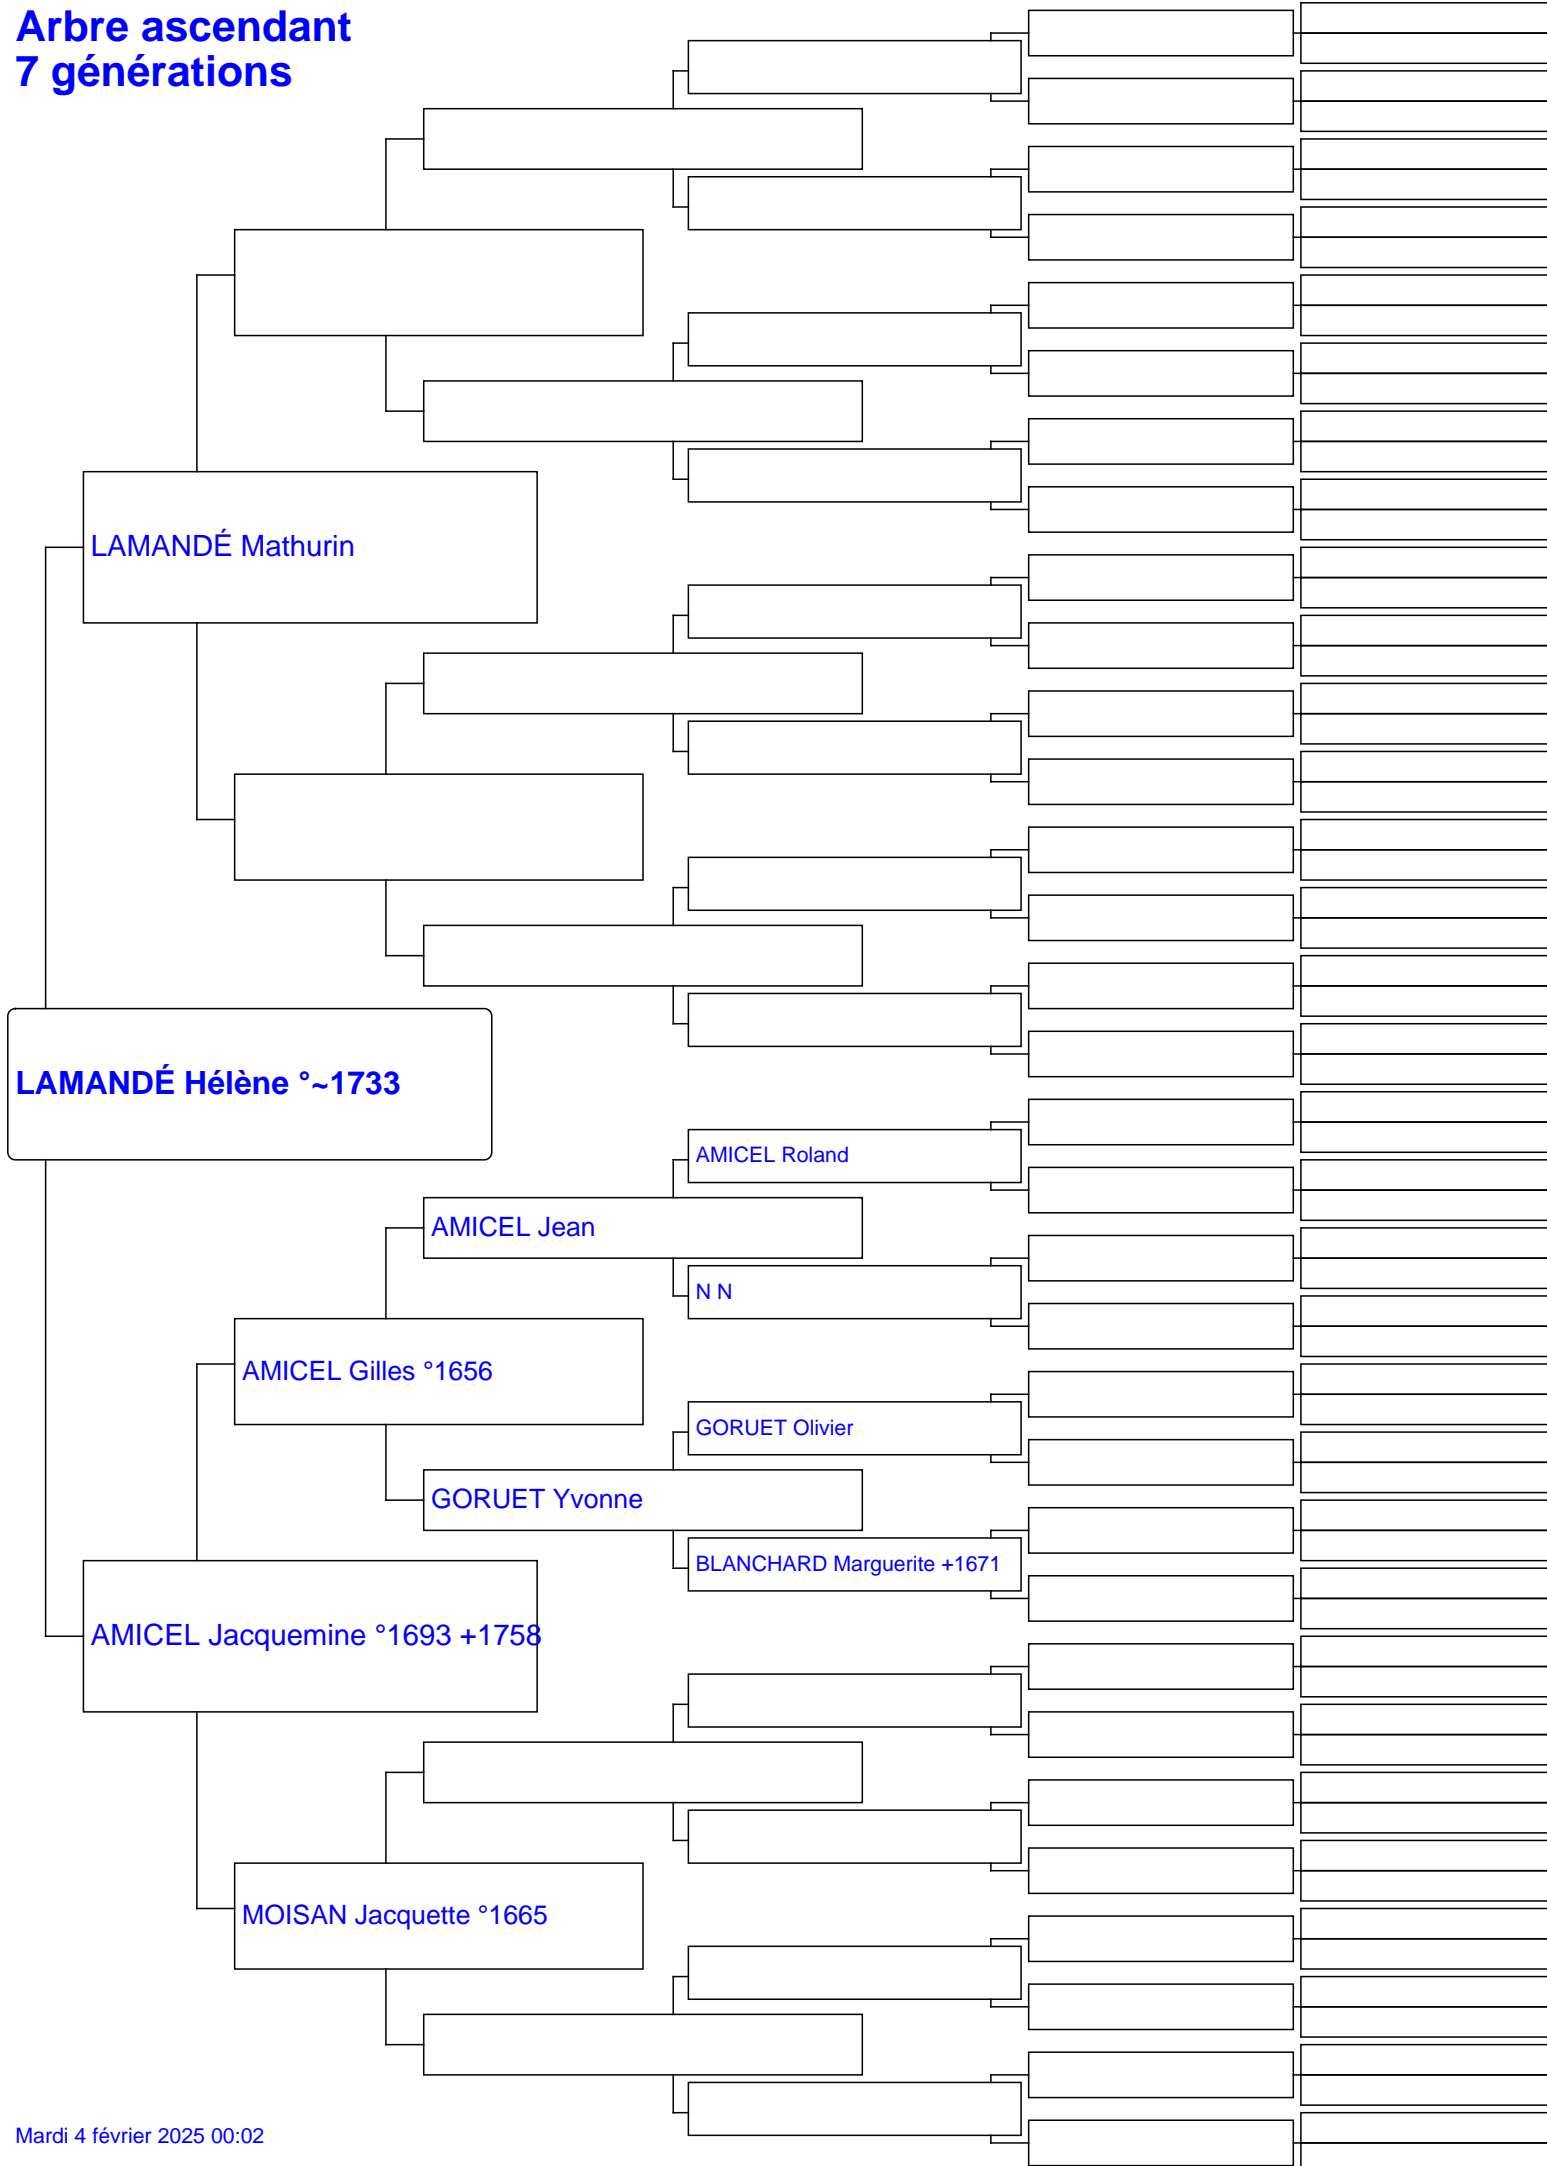 Arbre ascendant
7 générations
LAMANDÉ Mathurin
LAMANDÉ Hélène °~1733
AMICEL Roland
AMICEL Jean
N N
AMICEL Gilles °1656
GORUET Olivier
GORUET Yvonne
BLANCHARD Marguerite +1671
AMICEL Jacquemine °1693 +1758
MOISAN Jacquette °1665
Mardi 4 février 2025 00:02